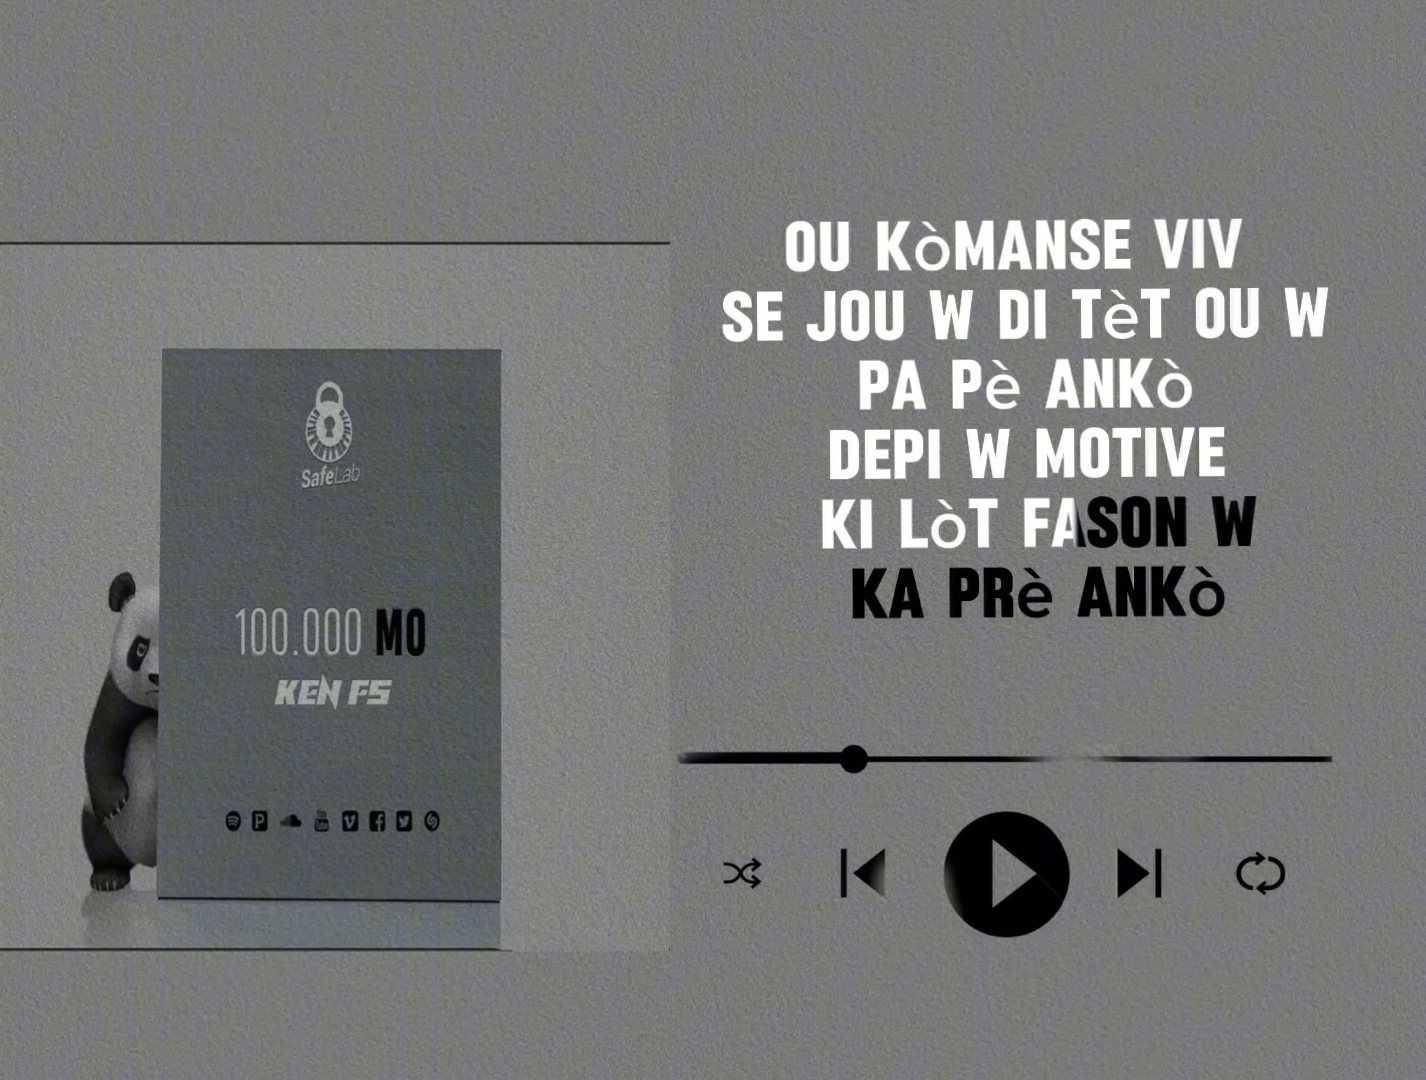 SafeLab
100.000 MO
KEN FS
OU KòMANSE VIV
SE JOU W DI TèT OU W
PA Pè ANKò
DEPI W MOTIVE
KI LòT FASON W
KA PRè ANKò